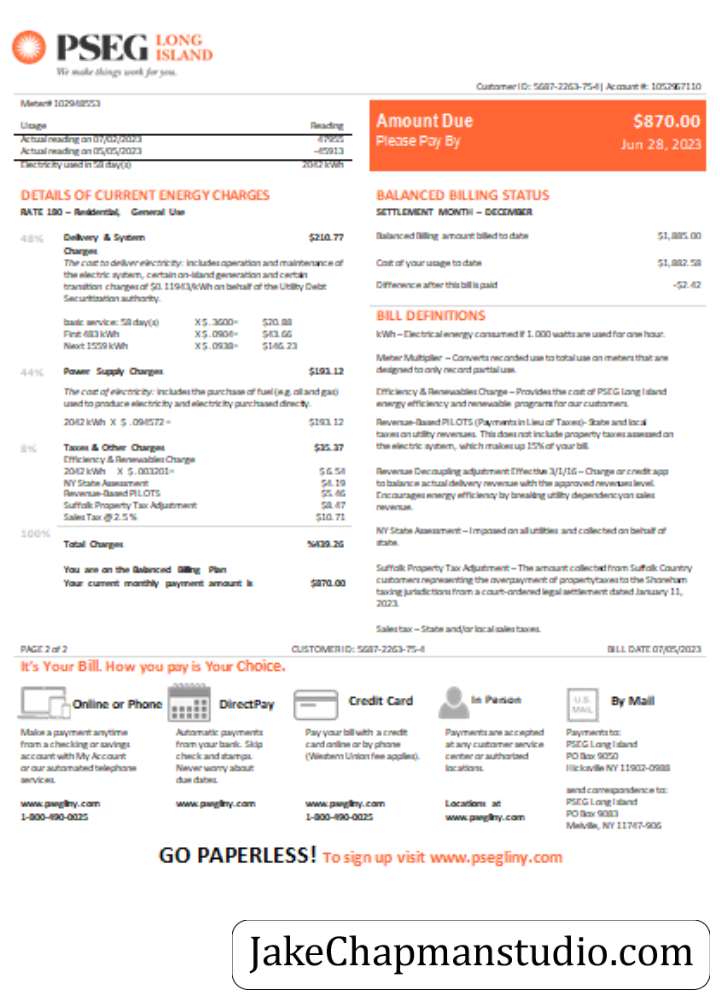 PSEG LONG ISLAND
We make things work for you.
Customer ID: 5687-2263-75-4 | Account #: 1052967110
Meter# 102948553
Usage Reading
Actual reading on 07/02/2023 47955
Actual reading on 05/05/2023 -45913
Electricity used in 58 day(s) 2042 kWh
Amount Due $870.00
Please Pay By Jun 28, 2023
DETAILS OF CURRENT ENERGY CHARGES
RATE 180 – Residential, General Use
48% Delivery & System $210.77
Charges
The cost to deliver electricity: includes operation and maintenance of
the electric system, certain on-island generation and certain
transition charges of $0.11943/kWh on behalf of the Utility Debt
Securitization authority.
basic service: 58 day(s) X $ .3600= $20.88
First 483 kWh X $ .0904= $43.66
Next 1559 kWh X $ .0938= $146.23
44% Power Supply Charges $193.12
The cost of electricity: includes the purchase of fuel (e.g. oil and gas)
used to produce electricity and electricity purchased directly.
2042 kWh X $ .094572 = $193.12
8% Taxes & Other Charges $35.37
Efficiency & Renewables Charge
2042 kWh X $ .003201= $6.54
NY State Assessment $4.19
Revenue-Based PILOTS $5.46
Suffolk Property Tax Adjustment $8.47
Sales Tax @2.5 % $10.71
100%
Total Charges %439.26
You are on the Balanced Billing Plan
Your current monthly payment amount is $870.00
BALANCED BILLING STATUS
SETTLEMENT MONTH – DECEMBER
Balanced Billing amount billed to date $1,885.00
Cost of your usage to date $1,882.58
Difference after this bill is paid -$2.42
BILL DEFINITIONS
kWh – Electrical energy consumed if 1.000 watts are used for one hour.
Meter Multiplier – Converts recorded use to total use on meters that are
designed to only record partial use.
Efficiency & Renewables Charge – Provides the cost of PSEG Long Island
energy efficiency and renewable programs for our customers.
Revenue-Based PILOTS (Payments in Lieu of Taxes)- State and local
taxes on utility revenues. This does not include property taxes assessed on
the electric system, which makes up 15% of your bill.
Revenue Decoupling adjustment Effective 3/1/16 – Charge or credit app
to balance actual delivery revenue with the approved revenues level.
Encourages energy efficiency by breaking utility dependency on sales
revenue.
NY State Assessment – Imposed on all utilities and collected on behalf of
state.
Suffolk Property Tax Adjustment – The amount collected from Suffolk Country
customers representing the overpayment of property taxes to the Shoreham
taxing jurisdictions from a court-ordered legal settlement dated January 11,
2023.
Sales tax – State and/or local sales taxes.
PAGE 2 of 2 CUSTOMER ID: 5687-2263-75-4 BILL DATE 07/05/2023
It's Your Bill. How you pay is Your Choice.
Online or Phone
Make a payment anytime
from a checking or savings
account with My Account
or our automated telephone
services.
www.psegliny.com
1-800-490-0025
DirectPay
Automatic payments
from your bank. Skip
check and stamps.
Never worry about
due dates.
www.psegliny.com
Credit Card
Pay your bill with a credit
card online or by phone
(Western Union fee applies).
www.psegliny.com
1-800-490-0025
In Person
Payments are accepted
at any customer service
center or authorized
locations.
Locations at
www.psegliny.com
U.S.
MAIL
By Mail
Payments to:
PSEG Long Island
PO Box 9050
Hicksville NY 11902-0988
send correspondence to:
PSEG Long Island
PO Box 9083
Melville, NY 11747-906
GO PAPERLESS! To sign up visit www.psegliny.com
JakeChapmanstudio.com